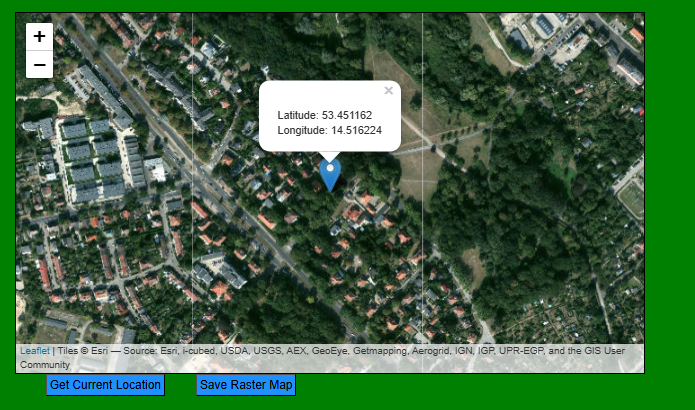 +
−
×
Latitude: 53.451162
Longitude: 14.516224
Leaflet | Tiles © Esri — Source: Esri, i-cubed, USDA, USGS, AEX, GeoEye, Getmapping, Aerogrid, IGN, IGP, UPR-EGP, and the GIS User
Community
Get Current Location Save Raster Map